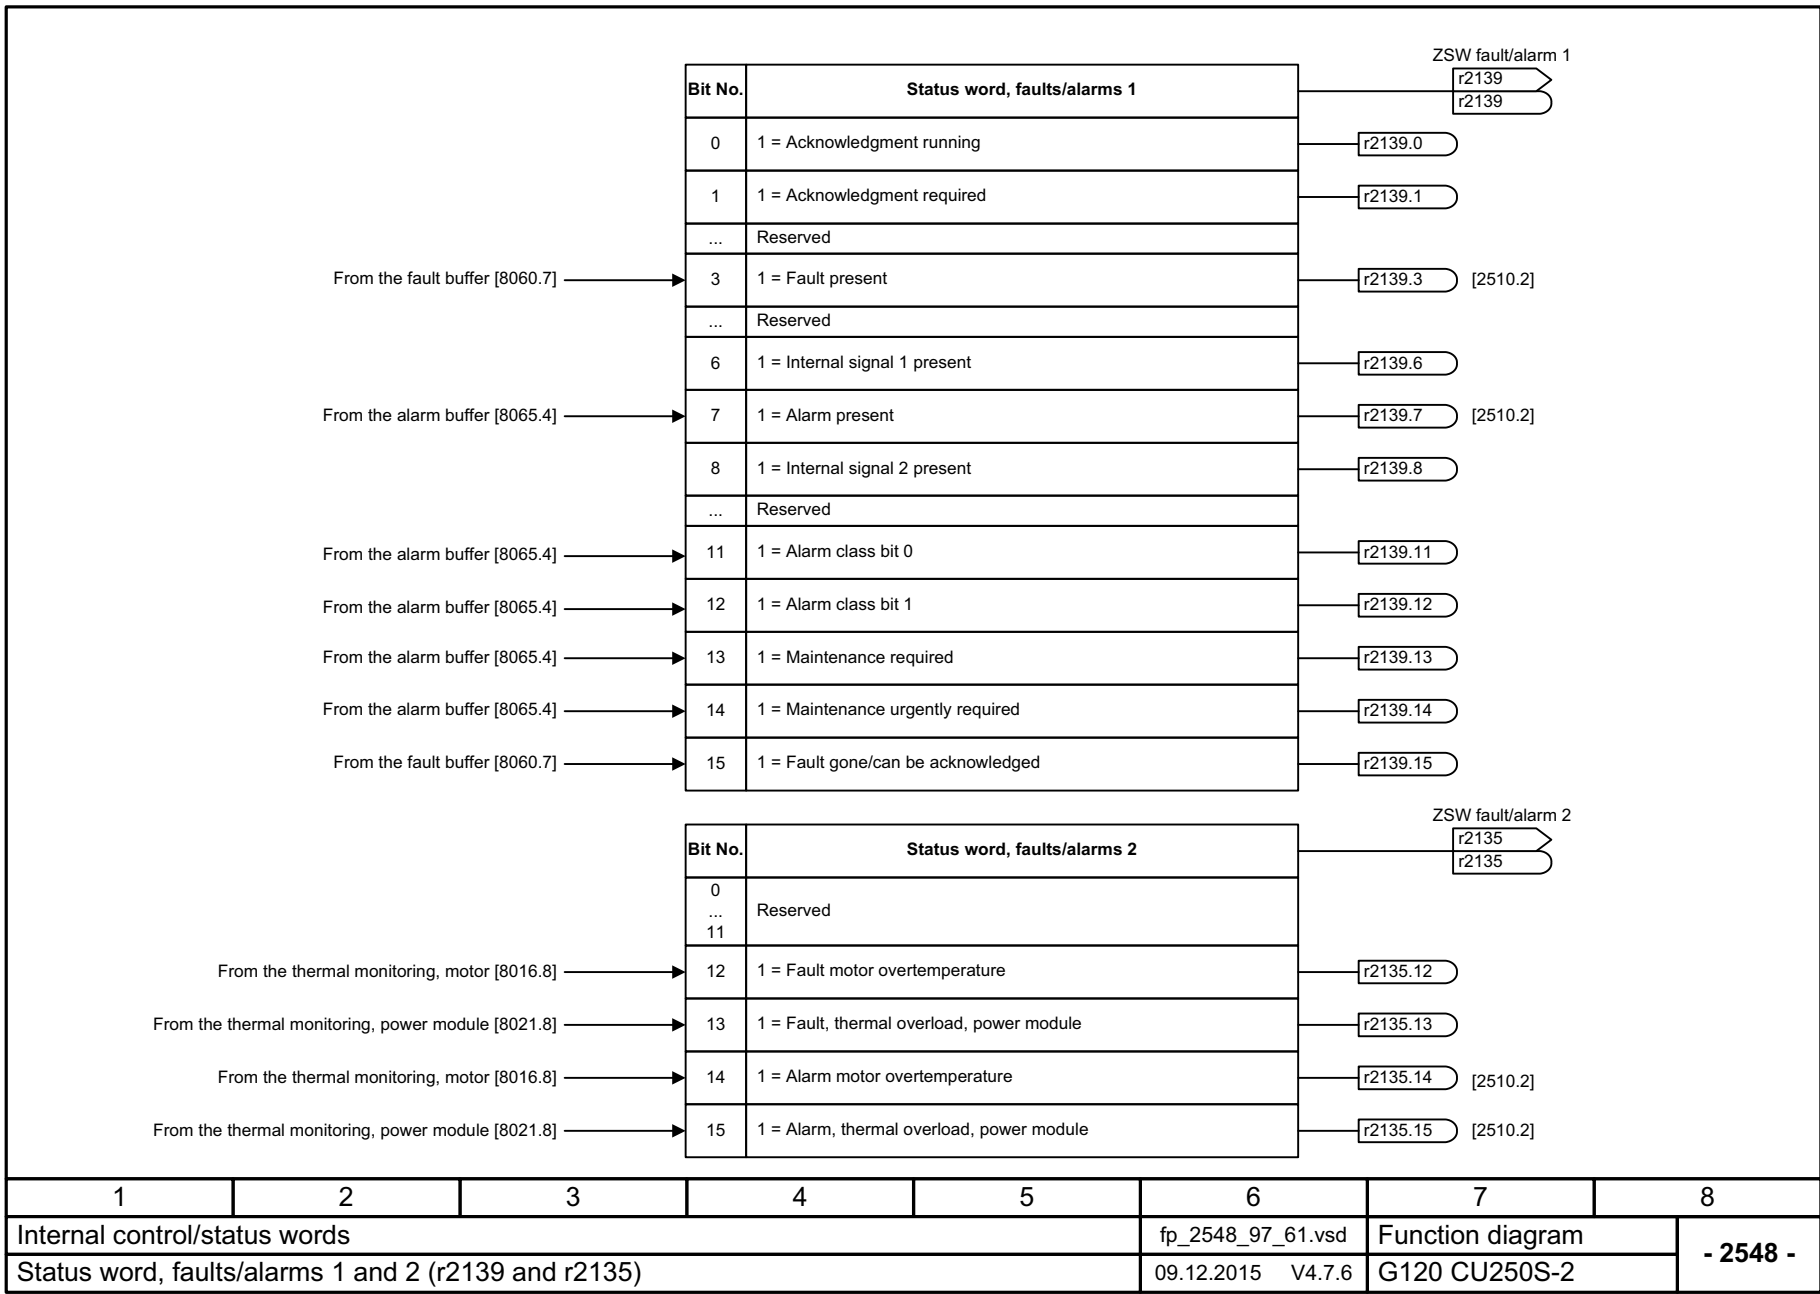 ZSW fault/alarm 1
Bit No. Status word, faults/alarms 1 r2139
r2139
0 1 = Acknowledgment running r2139.0
1 1 = Acknowledgment required r2139.1
... Reserved
From the fault buffer [8060.7] 3 1 = Fault present r2139.3 [2510.2]
... Reserved
6 1 = Internal signal 1 present r2139.6
From the alarm buffer [8065.4] 7 1 = Alarm present r2139.7 [2510.2]
8 1 = Internal signal 2 present r2139.8
... Reserved
From the alarm buffer [8065.4] 11 1 = Alarm class bit 0 r2139.11
From the alarm buffer [8065.4] 12 1 = Alarm class bit 1 r2139.12
From the alarm buffer [8065.4] 13 1 = Maintenance required r2139.13
From the alarm buffer [8065.4] 14 1 = Maintenance urgently required r2139.14
From the fault buffer [8060.7] 15 1 = Fault gone/can be acknowledged r2139.15
ZSW fault/alarm 2
Bit No. Status word, faults/alarms 2 r2135
r2135
0
... Reserved
11
From the thermal monitoring, motor [8016.8] 12 1 = Fault motor overtemperature r2135.12
From the thermal monitoring, power module [8021.8] 13 1 = Fault, thermal overload, power module r2135.13
From the thermal monitoring, motor [8016.8] 14 1 = Alarm motor overtemperature r2135.14 [2510.2]
From the thermal monitoring, power module [8021.8] 15 1 = Alarm, thermal overload, power module r2135.15 [2510.2]
1 2 3 4 5 6 7 8
Internal control/status words fp_2548_97_61.vsd Function diagram - 2548 -
Status word, faults/alarms 1 and 2 (r2139 and r2135) 09.12.2015 V4.7.6 G120 CU250S-2